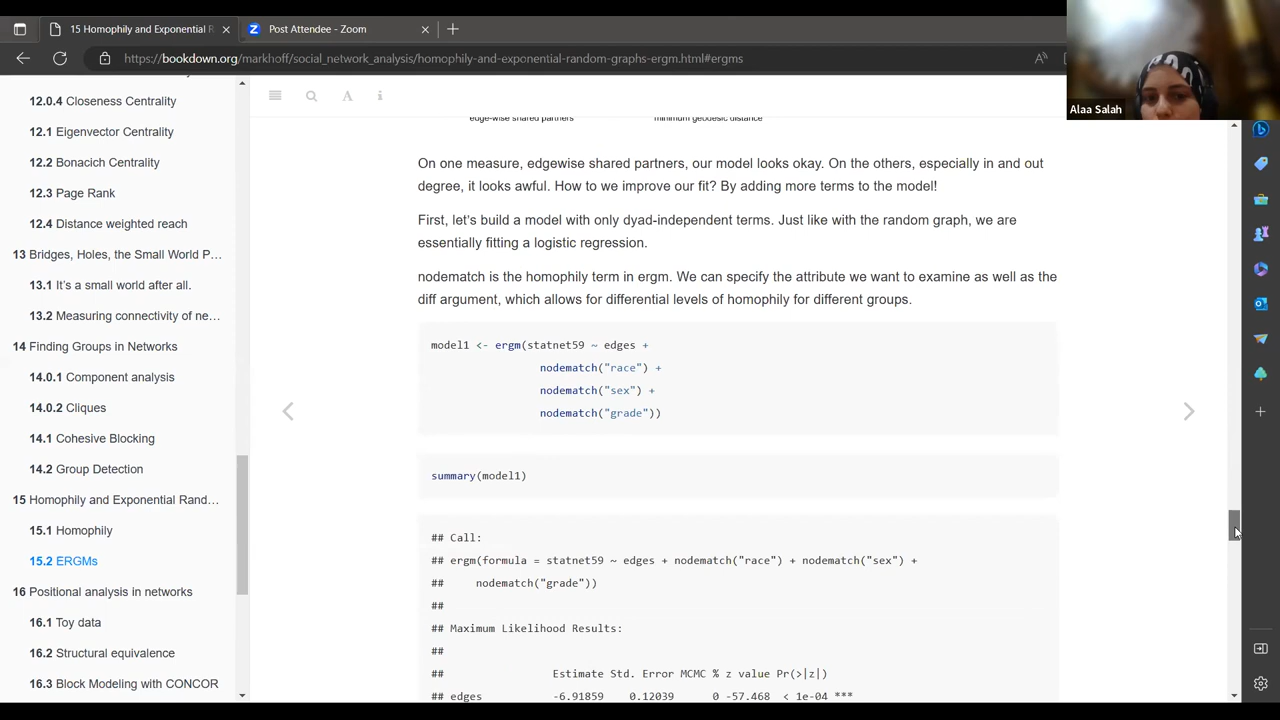 15 Homophily and Exponential R
Post Attendee - Zoom
https://bookdown.org/markhoff/social_network_analysis/homophily-and-exponential-random-graphs-ergm.html#ergms
Alaa Salah
12.0.4 Closeness Centrality
12.1 Eigenvector Centrality
12.2 Bonacich Centrality
12.3 Page Rank
12.4 Distance weighted reach
13 Bridges, Holes, the Small World P…
13.1 It's a small world after all.
13.2 Measuring connectivity of ne…
14 Finding Groups in Networks
14.0.1 Component analysis
14.0.2 Cliques
14.1 Cohesive Blocking
14.2 Group Detection
15 Homophily and Exponential Rand…
15.1 Homophily
15.2 ERGMs
16 Positional analysis in networks
16.1 Toy data
16.2 Structural equivalence
16.3 Block Modeling with CONCOR
edge-wise shared partners
minimum geodesic distance
On one measure, edgewise shared partners, our model looks okay. On the others, especially in and out
degree, it looks awful. How to we improve our fit? By adding more terms to the model!
First, let's build a model with only dyad-independent terms. Just like with the random graph, we are
essentially fitting a logistic regression.
nodematch is the homophily term in ergm. We can specify the attribute we want to examine as well as the
diff argument, which allows for differential levels of homophily for different groups.
model1 <- ergm(statnet59 ~ edges +
nodematch("race") +
nodematch("sex") +
nodematch("grade"))
summary(model1)
## Call:
## ergm(formula = statnet59 ~ edges + nodematch("race") + nodematch("sex") +
## nodematch("grade"))
##
## Maximum Likelihood Results:
##
## Estimate Std. Error MCMC % z value Pr(>|z|)
## edges -6.91859 0.12039 0 -57.468 < 1e-04 ***